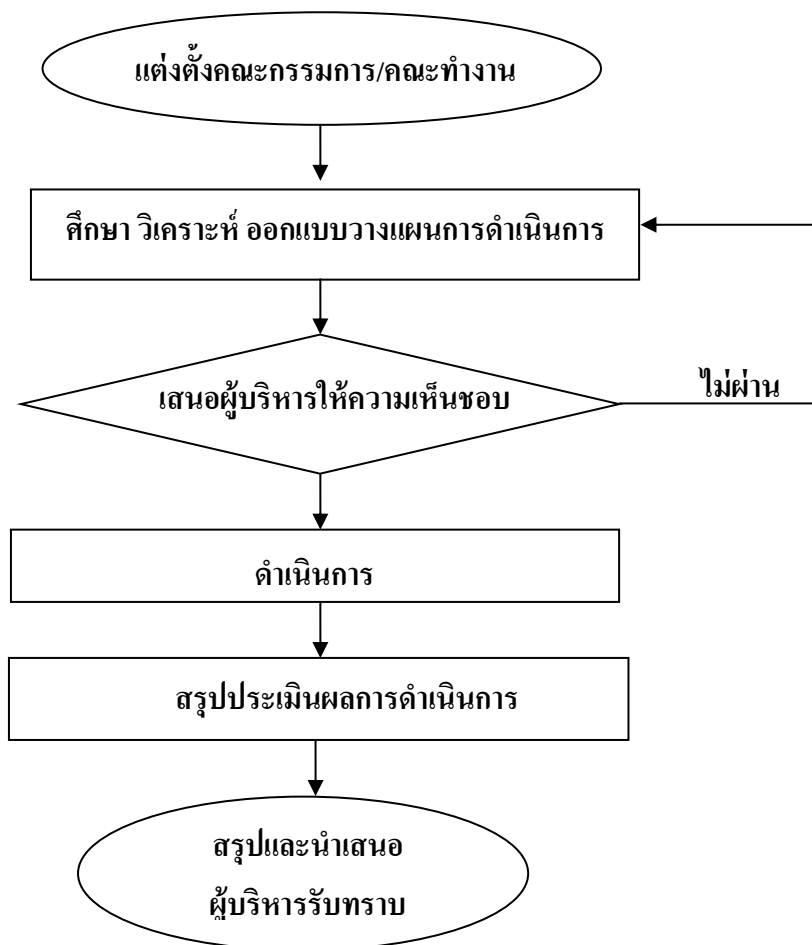 แต่งตั้งคณะกรรมการ/คณะทำงาน
ศึกษา วิเคราะห์ ออกแบบวางแผนการดำเนินการ
เสนอผู้บริหารให้ความเห็นชอบ
ไม่ผ่าน
ดำเนินการ
สรุปประเมินผลการดำเนินการ
สรุปและนำเสนอ
ผู้บริหารรับทราบ